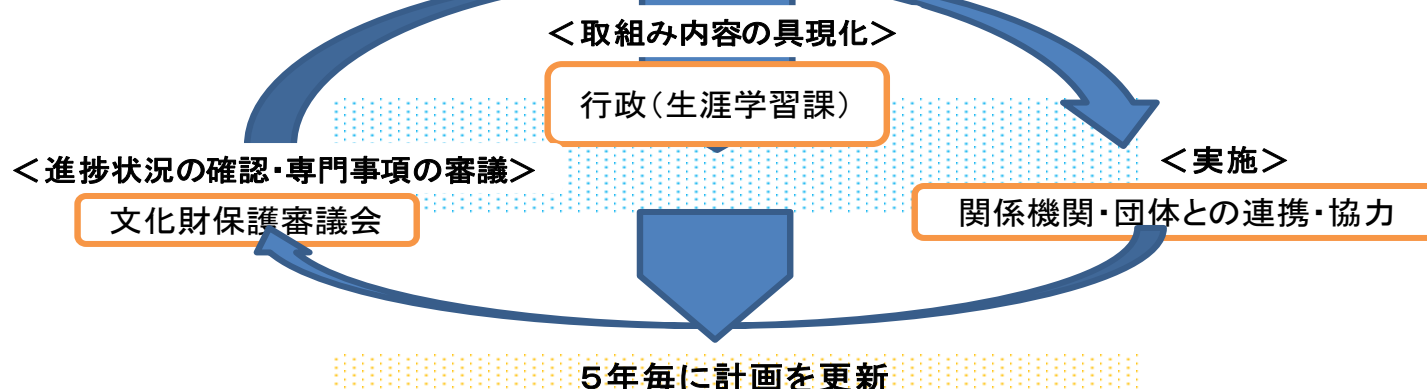 ＜取組み内容の具現化＞
行政（生涯学習課）
＜進捗状況の確認・専門事項の審議＞
文化財保護審議会
＜実施＞
関係機関・団体との連携・協力
５年毎に計画を更新